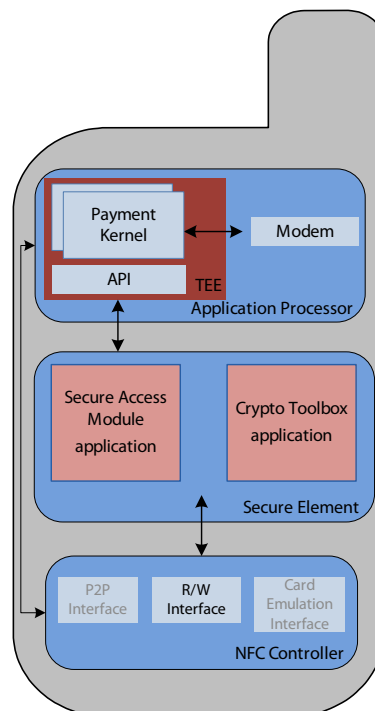 Payment
Kernel
Modem
API
TEE
Application Processor
Secure Access
Module
application
Crypto Toolbox
application
Secure Element
P2P
Interface
R/W
Interface
Card
Emulation
Interface
NFC Controller